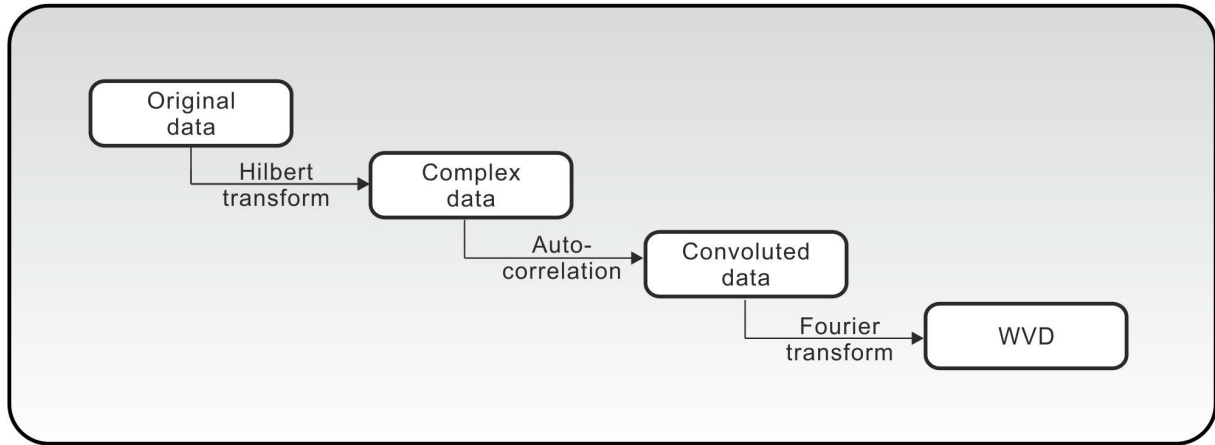 Original
data
Hilbert
transform
Complex
data
Auto-
correlation
Convoluted
data
Fourier
transform
WVD